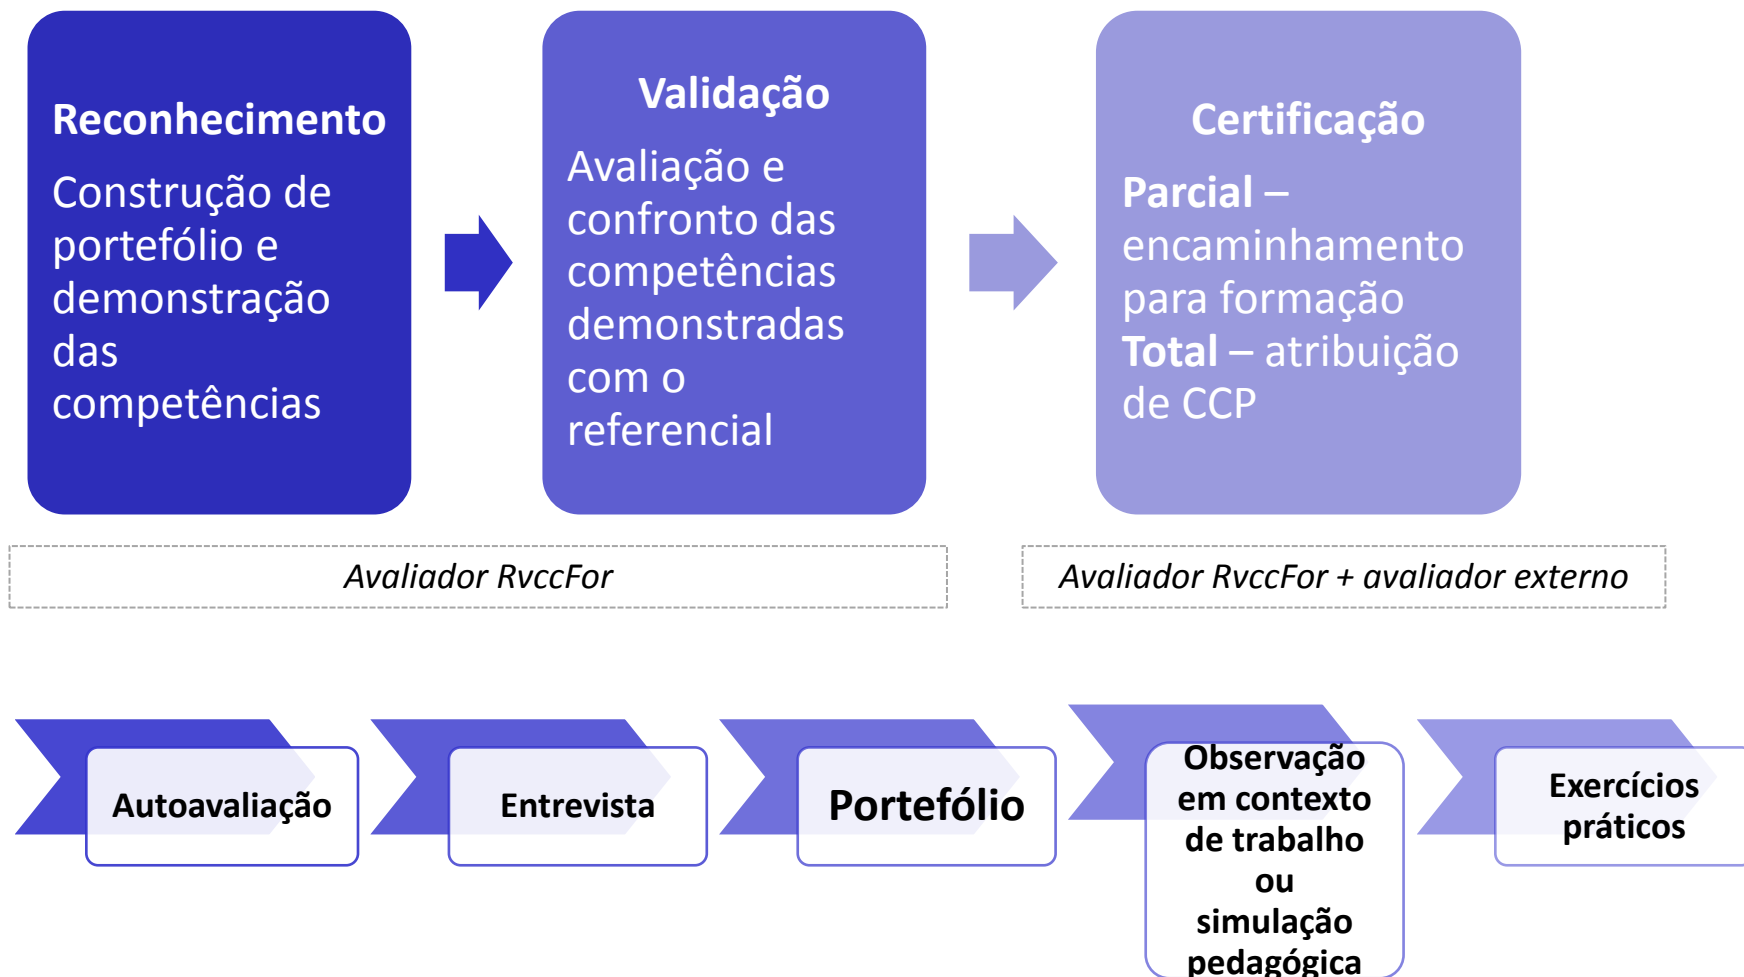 Reconhecimento
Construção de
portefólio e
demonstração
das
competências
Validação
Avaliação e
confronto das
competências
demonstradas
com o
referencial
Certificação
Parcial –
encaminhamento
para formação
Total – atribuição
de CCP
Avaliador RvccFor
Avaliador RvccFor + avaliador externo
Autoavaliação
Entrevista
Portefólio
Observação
em contexto
de trabalho
ou
simulação
pedagógica
Exercícios
práticos